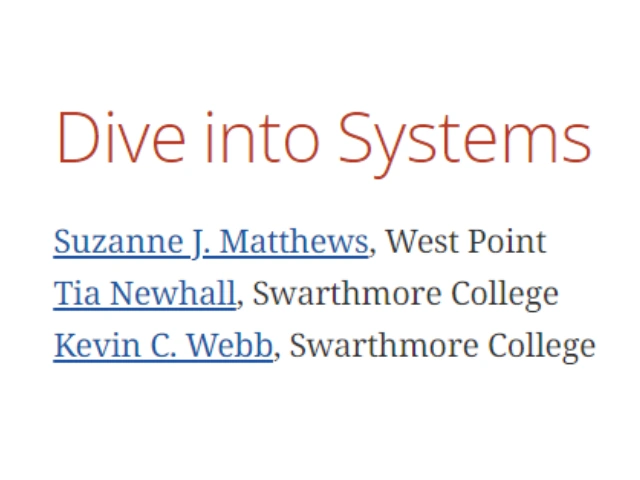 Dive into Systems
Suzanne J. Matthews, West Point
Tia Newhall, Swarthmore College
Kevin C. Webb, Swarthmore College